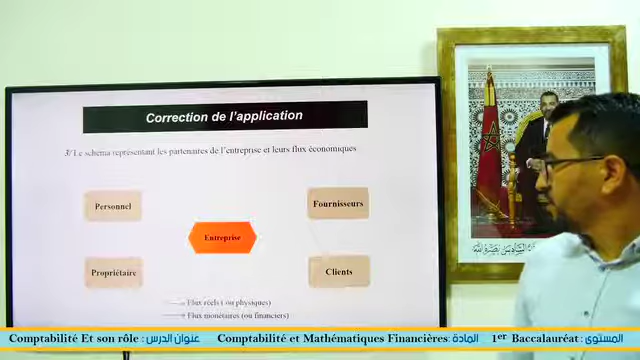 Correction de l'application
3/ Le schéma représentant les partenaires de l'entreprise et leurs flux économiques
Personnel
Fournisseurs
Entreprise
Propriétaire
Clients
Flux réels ( ou physiques)
Flux monétaires (ou financiers)
Comptabilité Et son rôle : عنوان الدرس
Comptabilité et Mathématiques Financières : المادة
1er Baccalauréat : المستوى